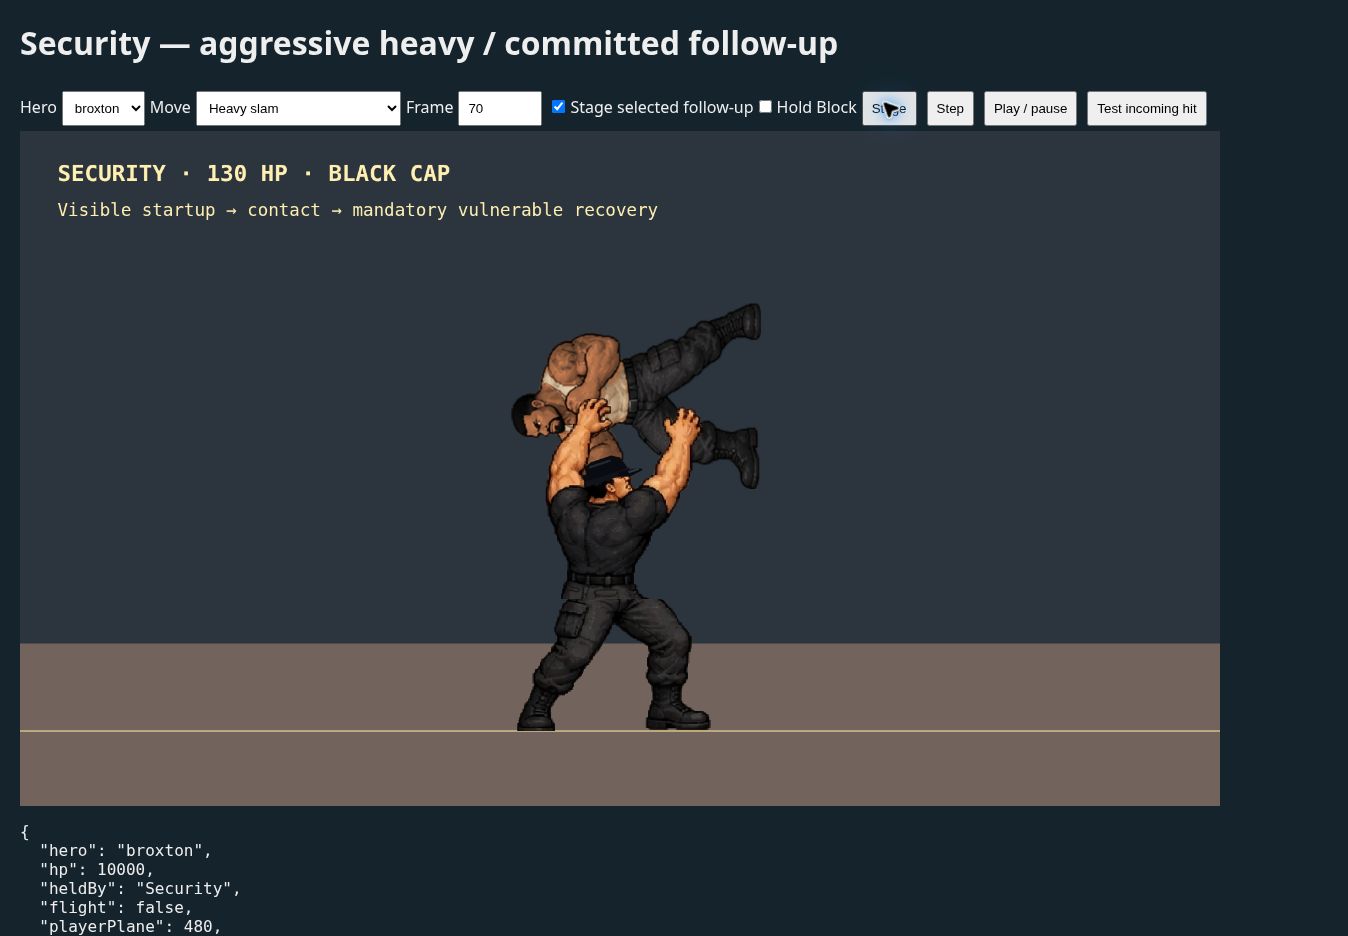 Security — aggressive heavy / committed follow-up
Hero broxton Move Heavy slam Frame 70 Stage selected follow-up Hold Block Stage Step Play / pause Test incoming hit
SECURITY · 130 HP · BLACK CAP
Visible startup → contact → mandatory vulnerable recovery
{
"hero": "broxton",
"hp": 10000,
"heldBy": "Security",
"flight": false,
"playerPlane": 480,